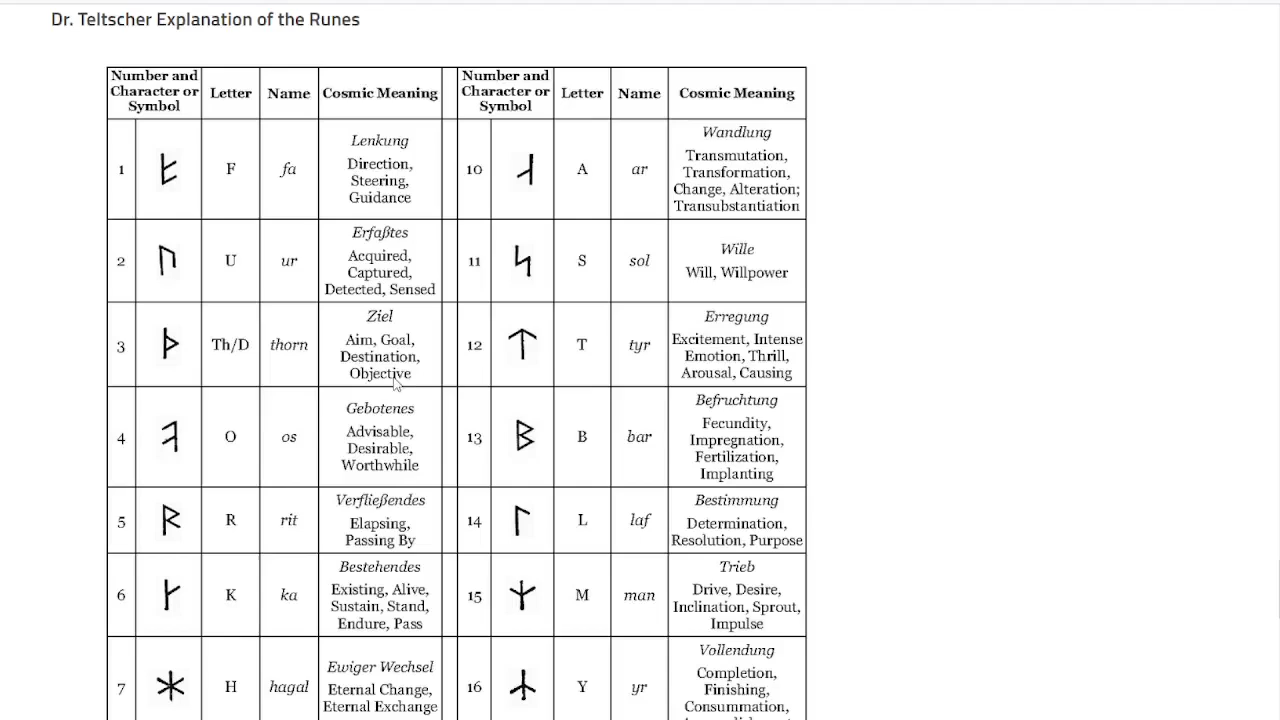 Dr. Teltscher Explanation of the Runes
Number and Character or Symbol | Letter | Name | Cosmic Meaning | Number and Character or Symbol | Letter | Name | Cosmic Meaning
1 ᚠ F fa Lenkung Direction, Steering, Guidance | 10 ᛆ A ar Wandlung Transmutation, Transformation, Change, Alteration; Transubstantiation
2 ᚢ U ur Erfaßtes Acquired, Captured, Detected, Sensed | 11 ᛋ S sol Wille Will, Willpower
3 ᚦ Th/D thorn Ziel Aim, Goal, Destination, Objective | 12 ᛏ T tyr Erregung Excitement, Intense Emotion, Thrill, Arousal, Causing
4 ᚮ O os Gebotenes Advisable, Desirable, Worthwhile | 13 ᛒ B bar Befruchtung Fecundity, Impregnation, Fertilization, Implanting
5 ᚱ R rit Verfließendes Elapsing, Passing By | 14 ᛚ L laf Bestimmung Determination, Resolution, Purpose
6 ᚴ K ka Bestehendes Existing, Alive, Sustain, Stand, Endure, Pass | 15 ᛉ M man Trieb Drive, Desire, Inclination, Sprout, Impulse
7 ᚼ H hagal Ewiger Wechsel Eternal Change, Eternal Exchange | 16 ᛦ Y yr Vollendung Completion, Finishing, Consummation,